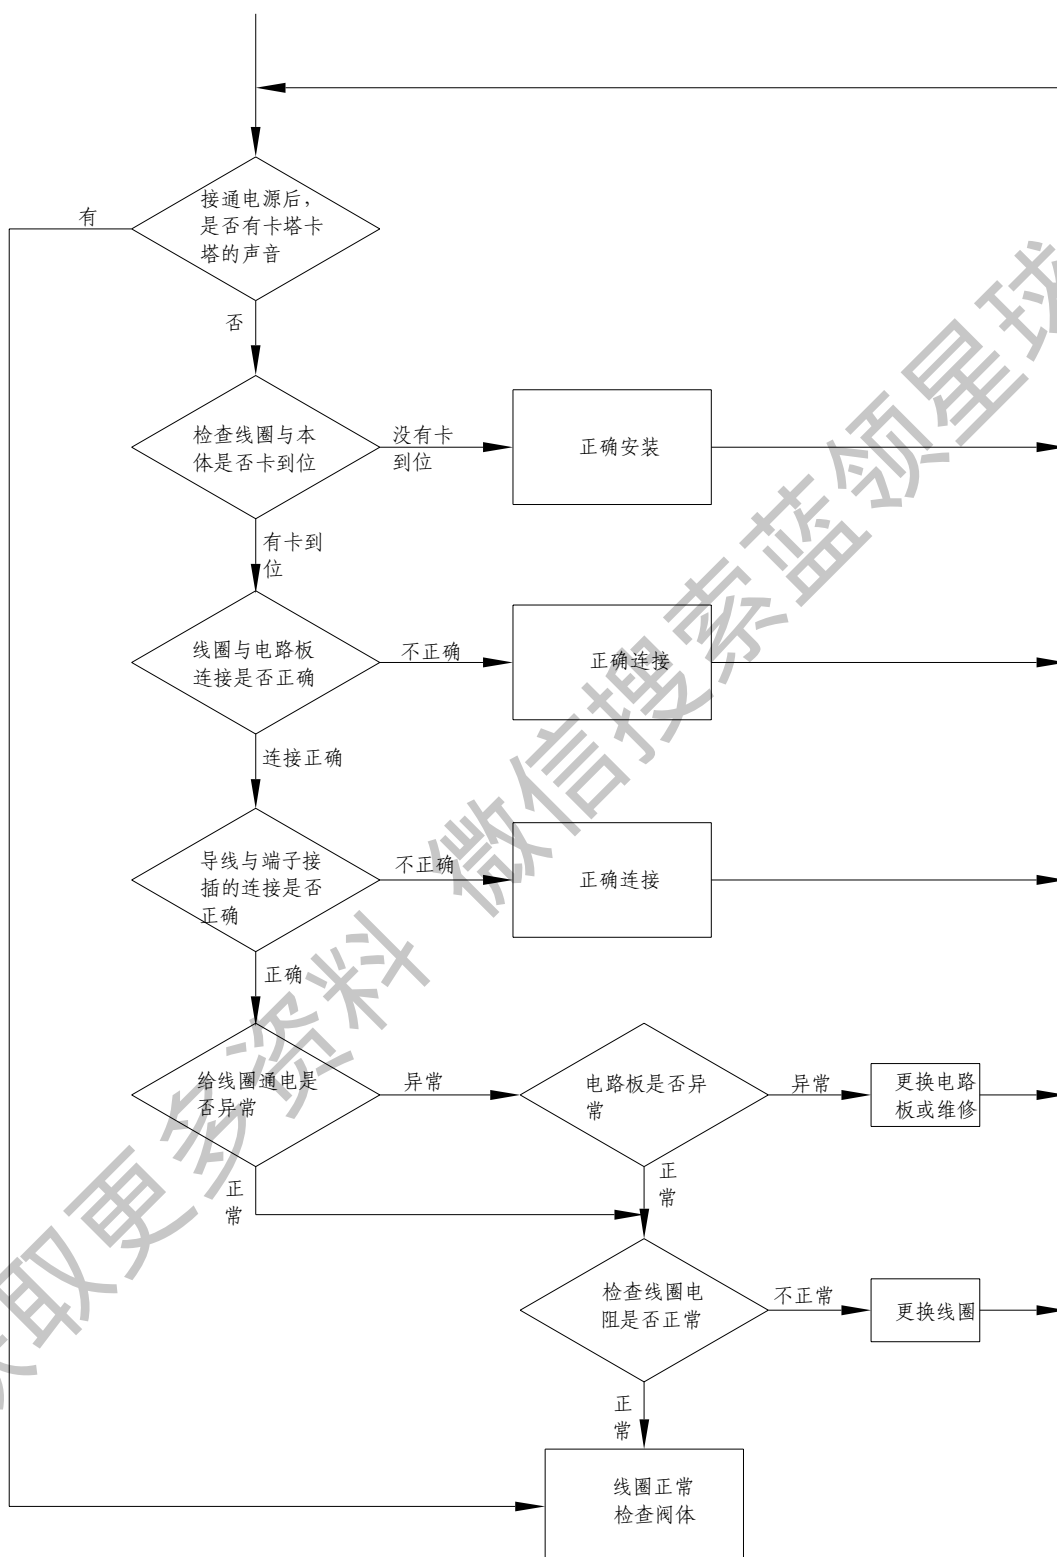 接通电源后，
是否有卡塔卡
塔的声音
有
否
检查线圈与本
体是否卡到位
没有卡
到位
正确安装
有卡到
位
线圈与电路板
连接是否正确
不正确
正确连接
连接正确
导线与端子接
插的连接是否
正确
不正确
正确连接
正确
给线圈通电是
否异常
异常
电路板是否异
常
异常
更换电路
板或维修
正
常
正
常
检查线圈电
阻是否正常
不正常
更换线圈
正
常
线圈正常
检查阀体
取更多资料 微信搜索蓝领星球